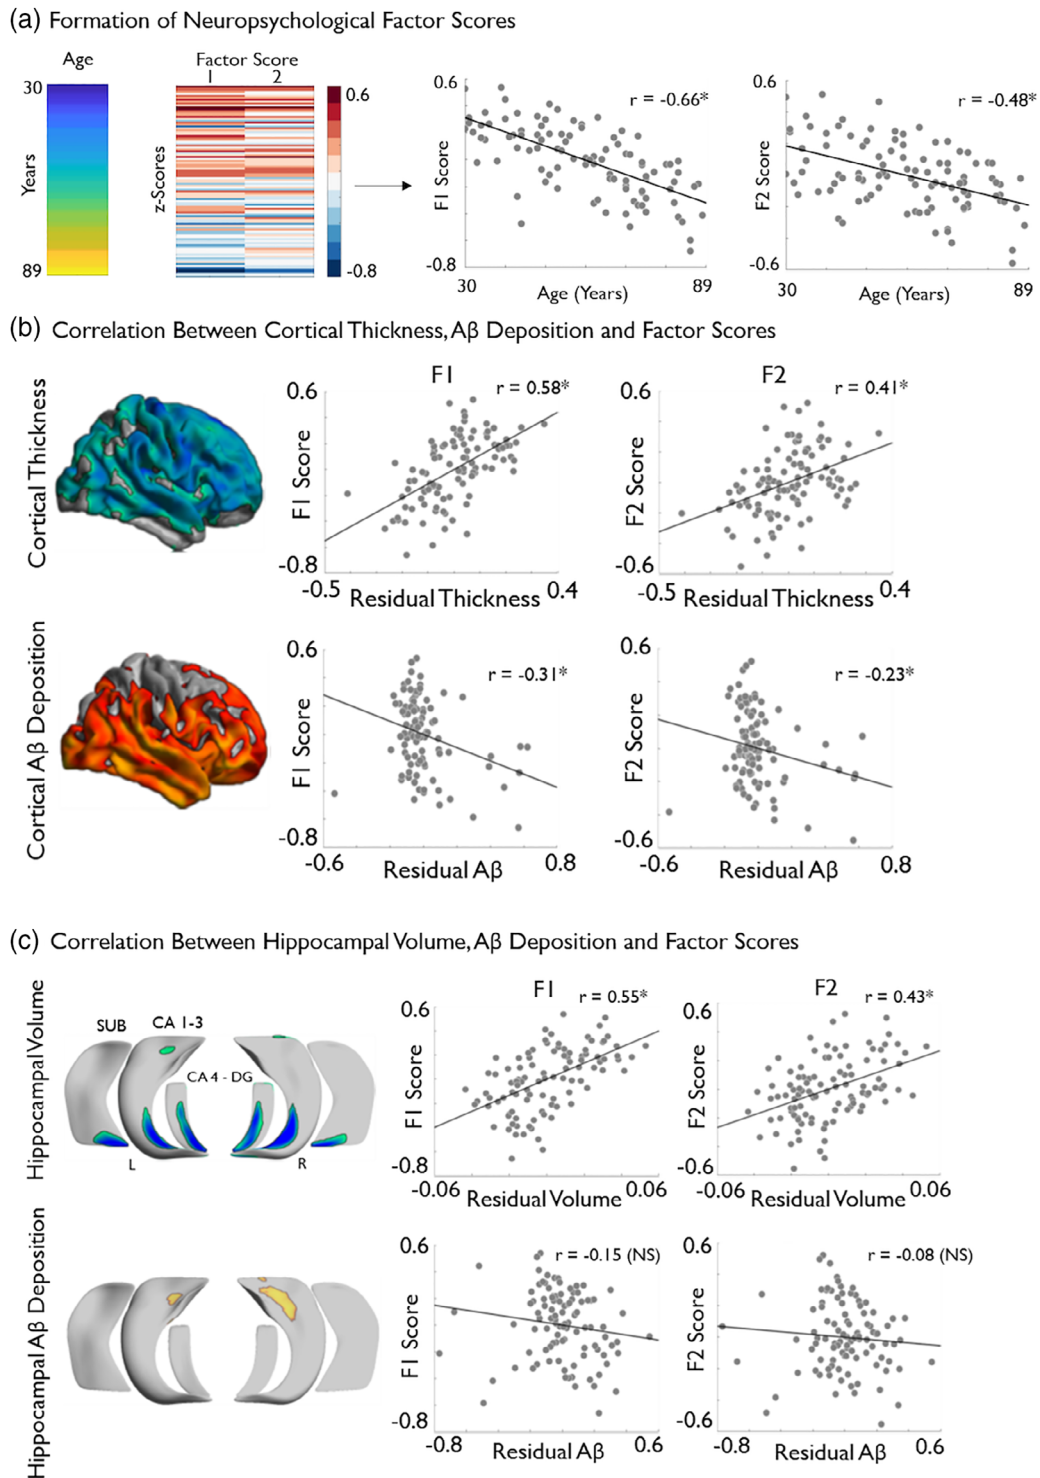 (a) Formation of Neuropsychological Factor Scores
Age
30
Years
89
Factor Score
1 2
z-Scores
0.6
-0.8
0.6
F1 Score
-0.8
r = -0.66*
30 Age (Years) 89
0.6
F2 Score
-0.6
r = -0.48*
30 Age (Years) 89
(b) Correlation Between Cortical Thickness, Aβ Deposition and Factor Scores
Cortical Thickness
F1
0.6
r = 0.58*
F1 Score
-0.8
-0.5 Residual Thickness 0.4
F2
0.6
r = 0.41*
F2 Score
-0.6
-0.5 Residual Thickness 0.4
Cortical Aβ Deposition
0.6
r = -0.31*
F1 Score
-0.8
-0.6 Residual Aβ 0.8
0.6
r = -0.23*
F2 Score
-0.6
-0.6 Residual Aβ 0.8
(c) Correlation Between Hippocampal Volume, Aβ Deposition and Factor Scores
Hippocampal Volume
SUB CA 1-3
CA 4 - DG
L R
F1
0.6
r = 0.55*
F1 Score
-0.8
-0.06 Residual Volume 0.06
F2
0.6
r = 0.43*
F2 Score
-0.6
-0.06 Residual Volume 0.06
Hippocampal Aβ Deposition
0.6
r = -0.15 (NS)
F1 Score
-0.8
-0.8 Residual Aβ 0.6
0.6
r = -0.08 (NS)
F2 Score
-0.6
-0.8 Residual Aβ 0.6